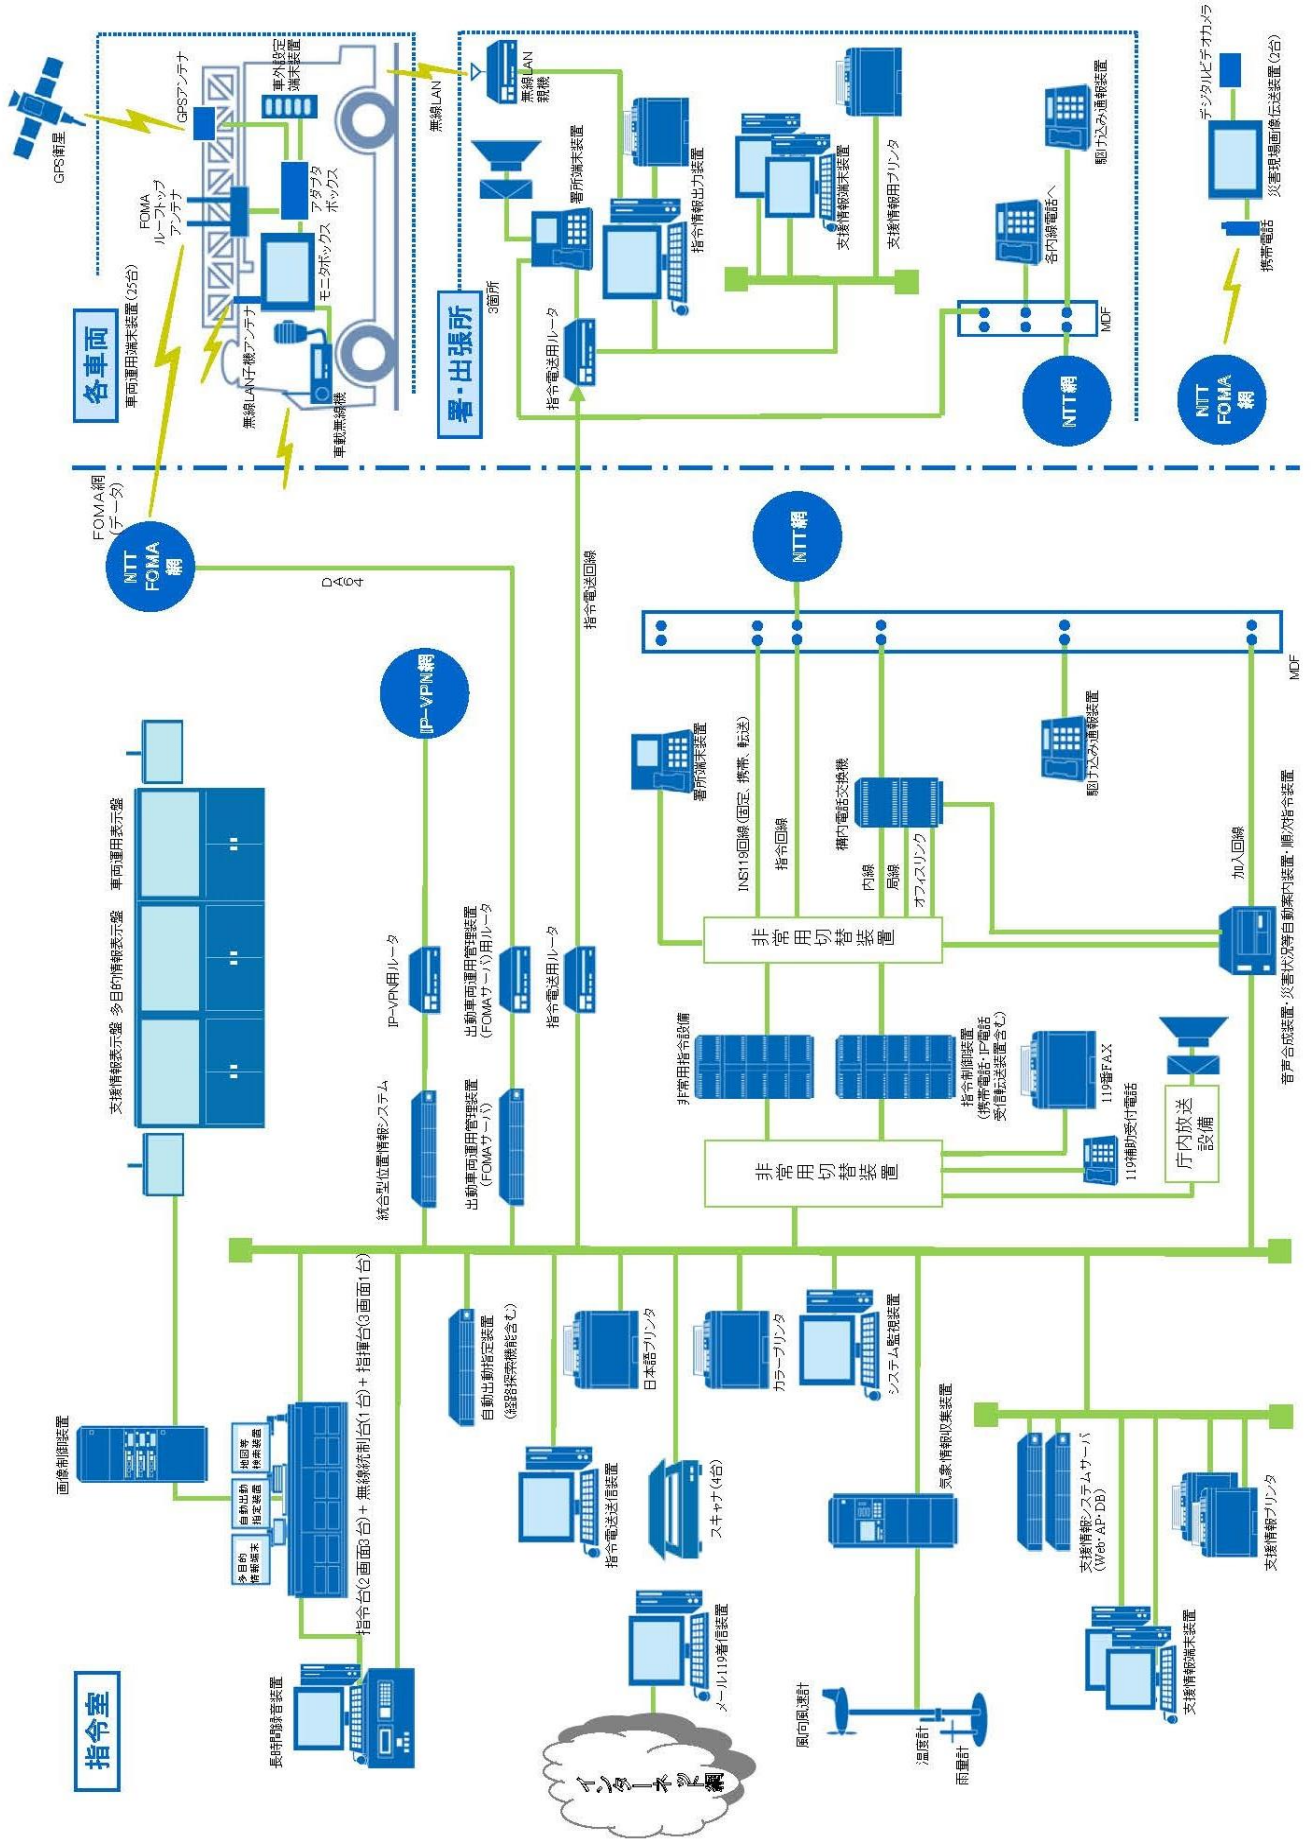 指令室
長時間録音装置
画像制御装置
多目的
情報端末
自動出動
指定装置
地図等
検索装置
指令台(2画面3台)+無線統制台(1台)+指揮台(3画面1台)
支援情報表示盤
多目的情報表示盤
車両運用表示盤
統合型位置情報システム
IP-VPN用ルータ
IP-VPN網
出動車両運用管理装置
(FOMAサーバ)
出動車両運用管理装置
(FOMAサーバ)用ルータ
DA64
NTT
FOMA
網
FOMA網
(データ)
指令電送用ルータ
指令電送回線
自動出動指定装置
(経路探索機能含む)
指令電送送信装置
日本語プリンタ
スキャナ(4台)
カラープリンタ
システム監視装置
インターネット
網
メール119着信装置
気象情報収集装置
風向風速計
温度計
雨量計
支援情報システムサーバ
(Web・AP・DB)
支援情報端末装置
支援情報プリンタ
非常用切替装置
非常用指令設備
指令制御装置
(携帯電話・IP電話
受信転送装置含む)
非常用切替装置
119番FAX
119補助受付電話
庁内放送
設備
音声合成装置・災害状況等自動案内装置・順次指令装置
署所端末装置
INS119回線(固定、携帯、転送)
指令回線
構内電話交換機
内線
局線
オフィスリンク
駆け込み通報装置
加入回線
MDF
NTT網
各車両
車両運用端末装置(25台)
GPS衛星
GPSアンテナ
車外設定
端末装置
FOMA
ルーフトップ
アンテナ
アダプタ
ボックス
モニタボックス
無線LAN子機アンテナ
車載無線機
無線LAN
署・出張所
3箇所
無線LAN
親機
署所端末装置
指令電送用ルータ
指令情報出力装置
支援情報端末装置
支援情報用プリンタ
各内線電話へ
駆け込み通報装置
MDF
NTT網
NTT
FOMA
網
携帯電話
災害現場画像伝送装置(2台)
デジタルビデオカメラ